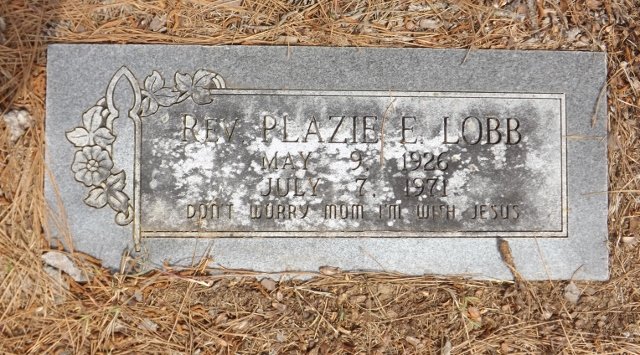 REV. PLAZIE E. LOBB
MAY 9, 1926
JULY 7, 1971
DON'T WORRY MOM I'M WITH JESUS